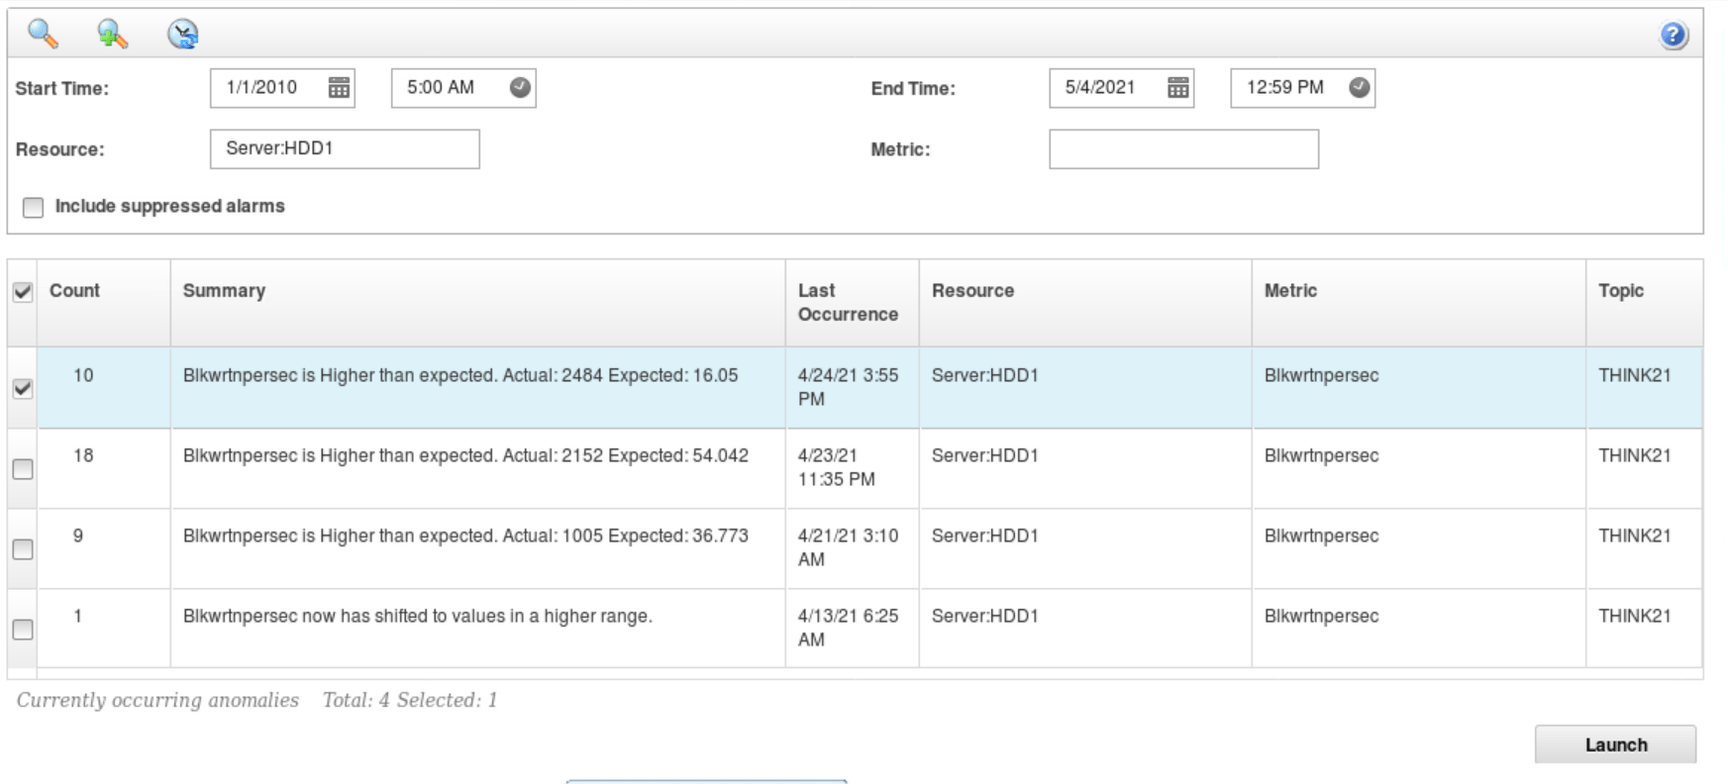 Start Time: 1/1/2010 5:00 AM End Time: 5/4/2021 12:59 PM
Resource: Server:HDD1 Metric:
Include suppressed alarms
Count Summary Last Occurrence Resource Metric Topic
10 Blkwrtnpersec is Higher than expected. Actual: 2484 Expected: 16.05 4/24/21 3:55 PM Server:HDD1 Blkwrtnpersec THINK21
18 Blkwrtnpersec is Higher than expected. Actual: 2152 Expected: 54.042 4/23/21 11:35 PM Server:HDD1 Blkwrtnpersec THINK21
9 Blkwrtnpersec is Higher than expected. Actual: 1005 Expected: 36.773 4/21/21 3:10 AM Server:HDD1 Blkwrtnpersec THINK21
1 Blkwrtnpersec now has shifted to values in a higher range. 4/13/21 6:25 AM Server:HDD1 Blkwrtnpersec THINK21
Currently occurring anomalies Total: 4 Selected: 1
Launch